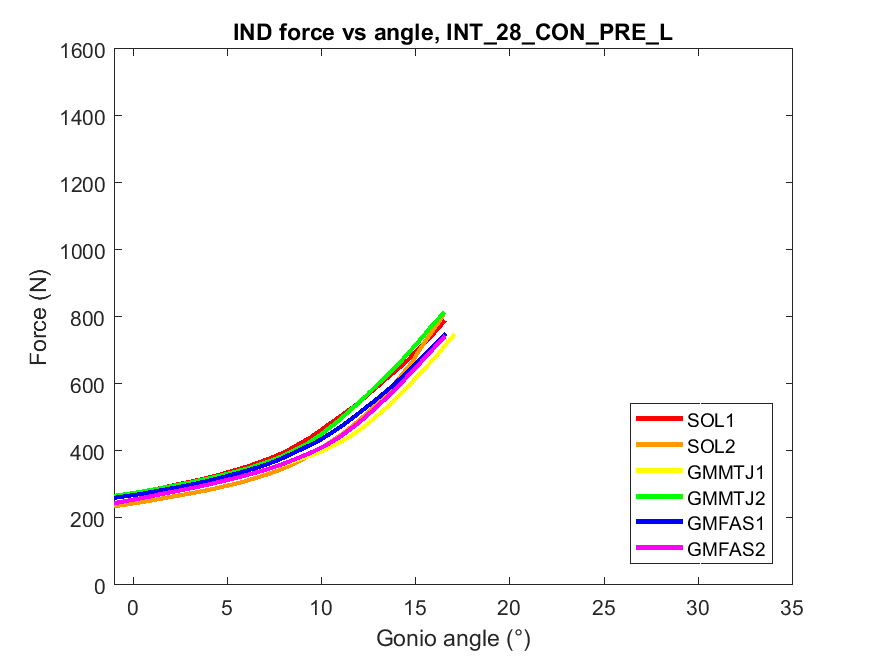 IND force vs angle, INT_28_CON_PRE_L
1600
1400
1200
1000
800
600
400
200
0
Force (N)
0 5 10 15 20 25 30 35
Gonio angle (°)
SOL1
SOL2
GMMTJ1
GMMTJ2
GMFAS1
GMFAS2